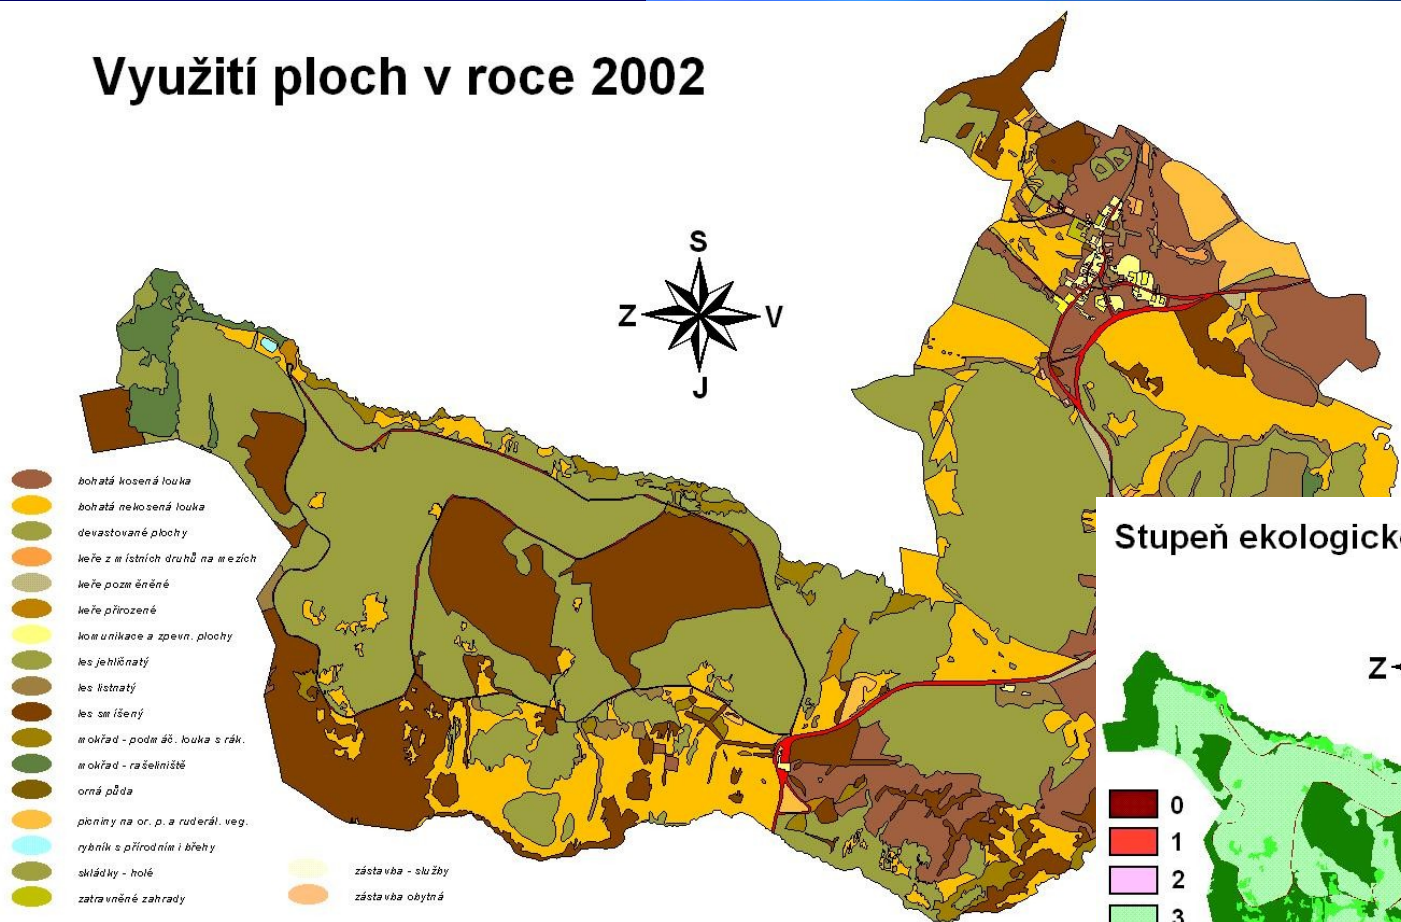 Využití ploch v roce 2002
S
Z
V
J
bohatá kosená louka
bohatá nekosená louka
devastované plochy
keře z místních druhů na mezích
keře pozměněné
keře přirozené
komunikace a zpevn. plochy
les jehličnatý
les listnatý
les smíšený
mokřad - podmáč. louka s rák.
mokřad - rašeliniště
orná půda
picniny na or. p. a ruderál. veg.
rybník s přírodními břehy
skládky - holé
zatravněné zahrady
zástavba - služby
zástavba obytná
Stupeň ekologick
Z
0
1
2
3